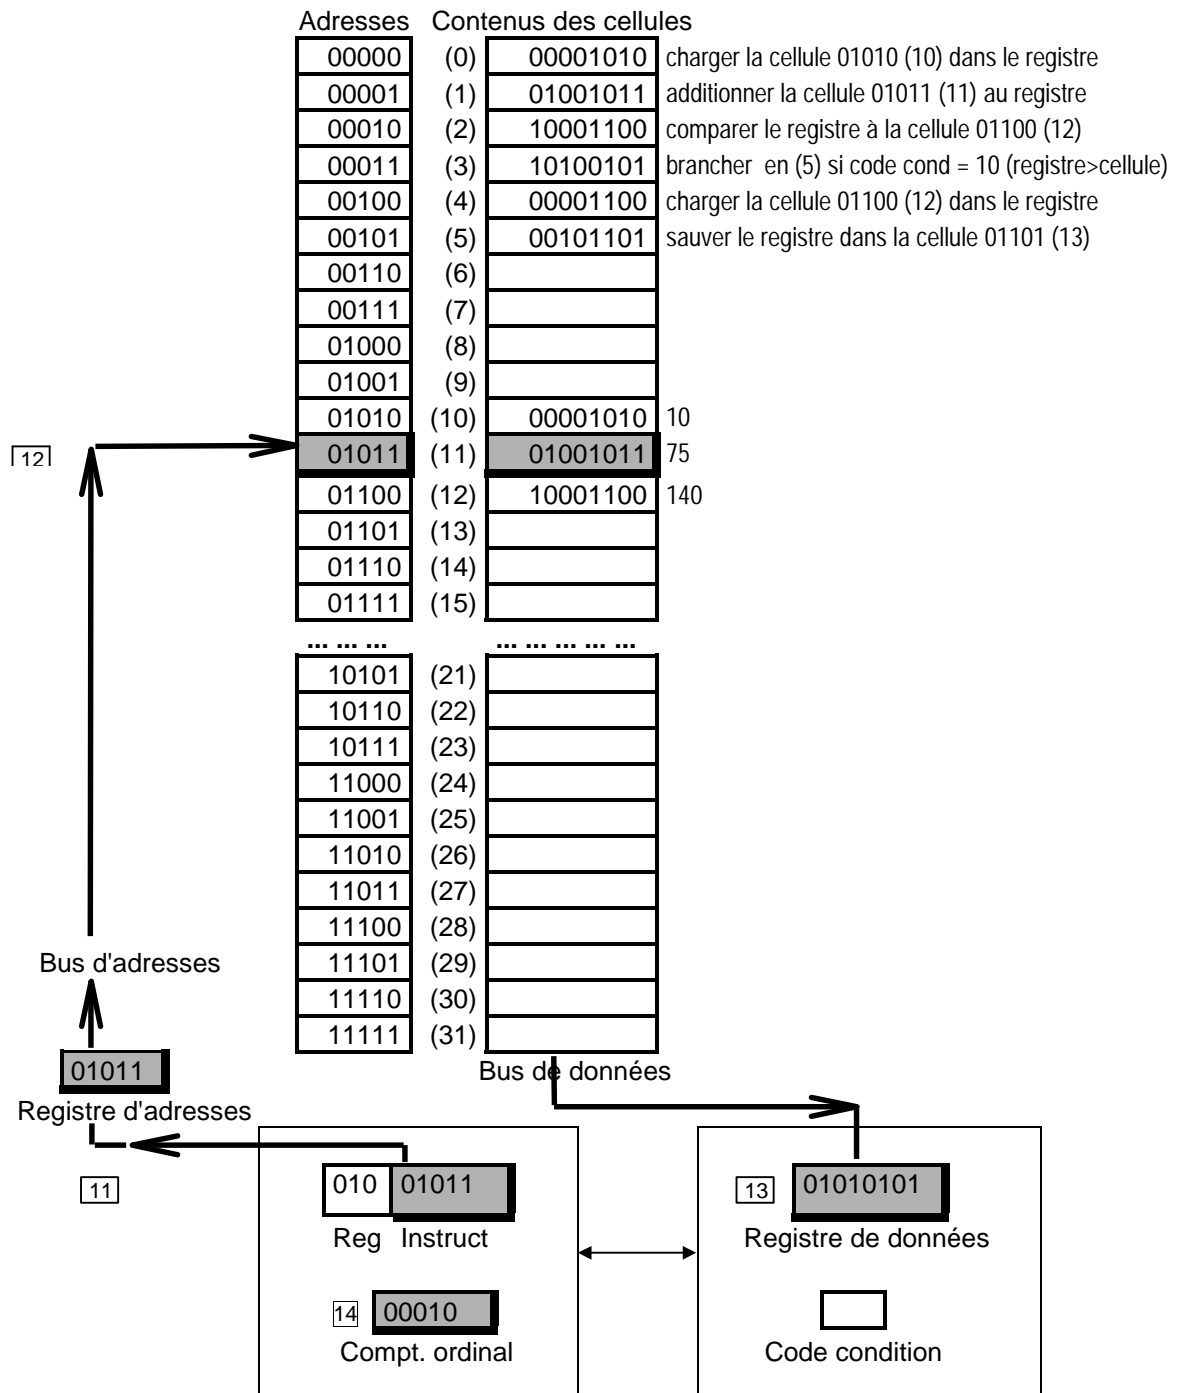 Adresses Contenus des cellules
00000 (0) 00001010 charger la cellule 01010 (10) dans le registre
00001 (1) 01001011 additionner la cellule 01011 (11) au registre
00010 (2) 10001100 comparer le registre à la cellule 01100 (12)
00011 (3) 10100101 brancher en (5) si code cond = 10 (registre>cellule)
00100 (4) 00001100 charger la cellule 01100 (12) dans le registre
00101 (5) 00101101 sauver le registre dans la cellule 01101 (13)
00110 (6)
00111 (7)
01000 (8)
01001 (9)
01010 (10) 00001010 10
12 01011 (11) 01001011 75
01100 (12) 10001100 140
01101 (13)
01110 (14)
01111 (15)
... ... ... ... ... ... ... ...
10101 (21)
10110 (22)
10111 (23)
11000 (24)
11001 (25)
11010 (26)
11011 (27)
11100 (28)
11101 (29)
11110 (30)
11111 (31)
Bus d'adresses
01011
Registre d'adresses
Bus de données
11
010 01011
Reg Instruct
14 00010
Compt. ordinal
13 01010101
Registre de données
Code condition